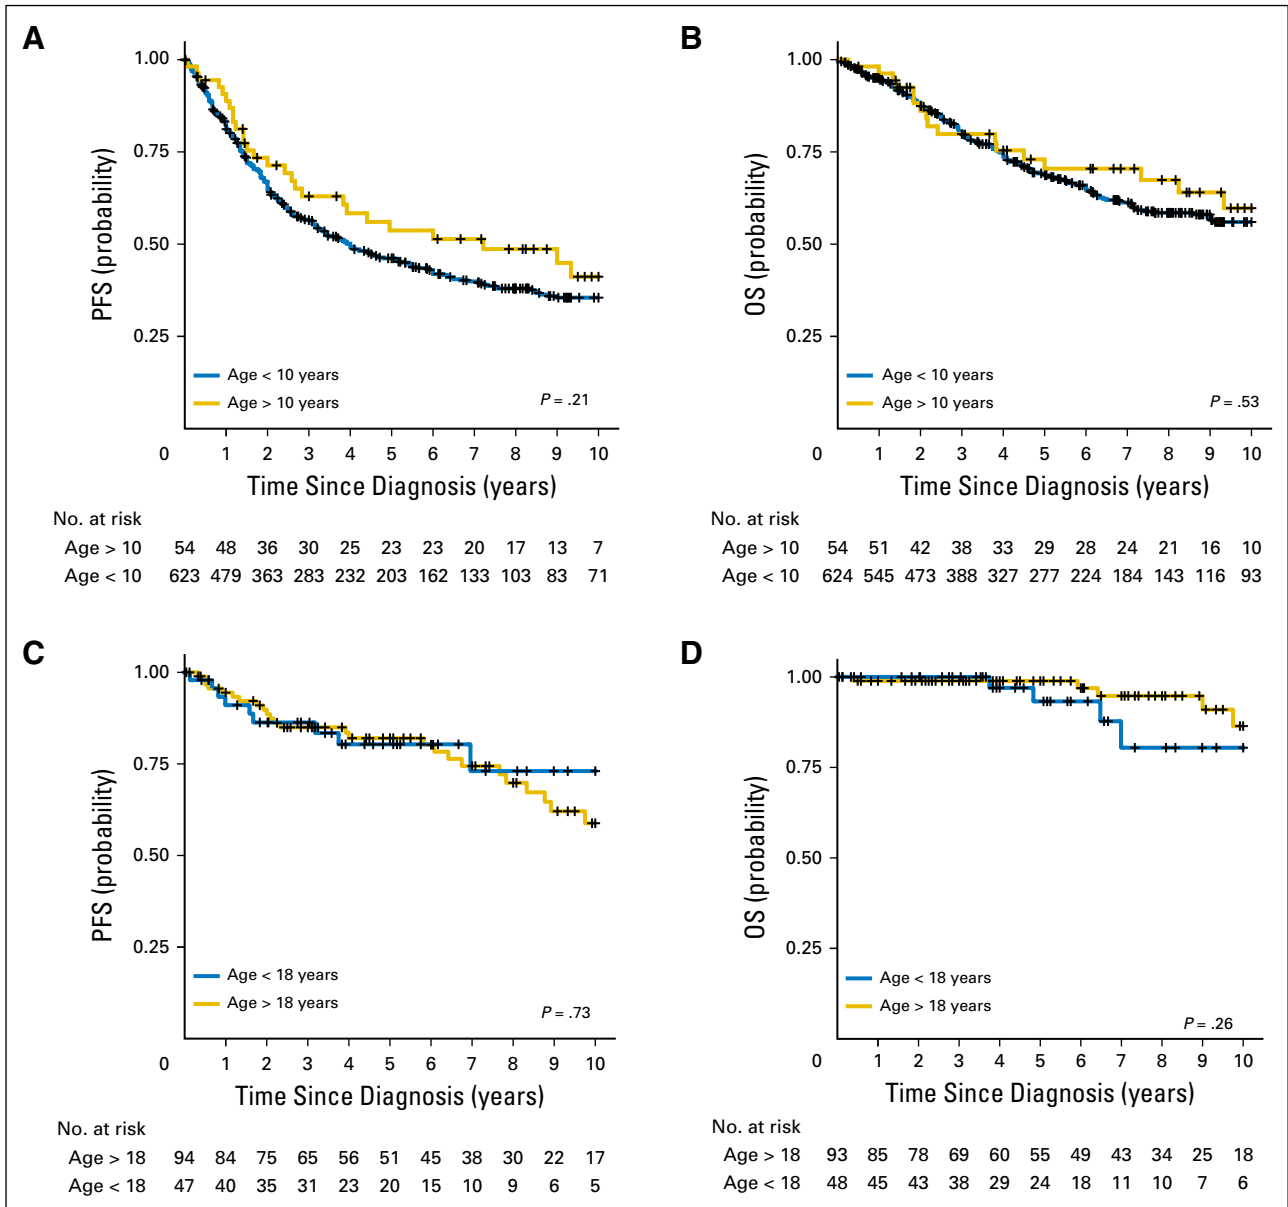 A
PFS (probability)
1.00
0.75
0.50
0.25
Age < 10 years
Age > 10 years
P = .21
0 1 2 3 4 5 6 7 8 9 10
Time Since Diagnosis (years)
No. at risk
Age > 10 54 48 36 30 25 23 23 20 17 13 7
Age < 10 623 479 363 283 232 203 162 133 103 83 71
B
OS (probability)
1.00
0.75
0.50
0.25
Age < 10 years
Age > 10 years
P = .53
0 1 2 3 4 5 6 7 8 9 10
Time Since Diagnosis (years)
No. at risk
Age > 10 54 51 42 38 33 29 28 24 21 16 10
Age < 10 624 545 473 388 327 277 224 184 143 116 93
C
PFS (probability)
1.00
0.75
0.50
0.25
Age < 18 years
Age > 18 years
P = .73
0 1 2 3 4 5 6 7 8 9 10
Time Since Diagnosis (years)
No. at risk
Age > 18 94 84 75 65 56 51 45 38 30 22 17
Age < 18 47 40 35 31 23 20 15 10 9 6 5
D
OS (probability)
1.00
0.75
0.50
0.25
Age < 18 years
Age > 18 years
P = .26
0 1 2 3 4 5 6 7 8 9 10
Time Since Diagnosis (years)
No. at risk
Age > 18 93 85 78 69 60 55 49 43 34 25 18
Age < 18 48 45 43 38 29 24 18 11 10 7 6